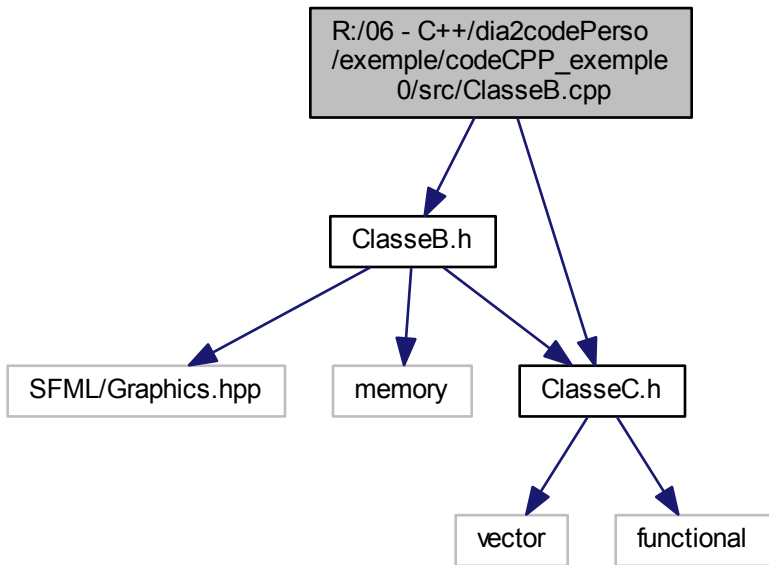 R:/06 - C++/dia2codePerso
/exemple/codeCPP_exemple
0/src/ClasseB.cpp
ClasseB.h
SFML/Graphics.hpp
memory
ClasseC.h
vector
functional